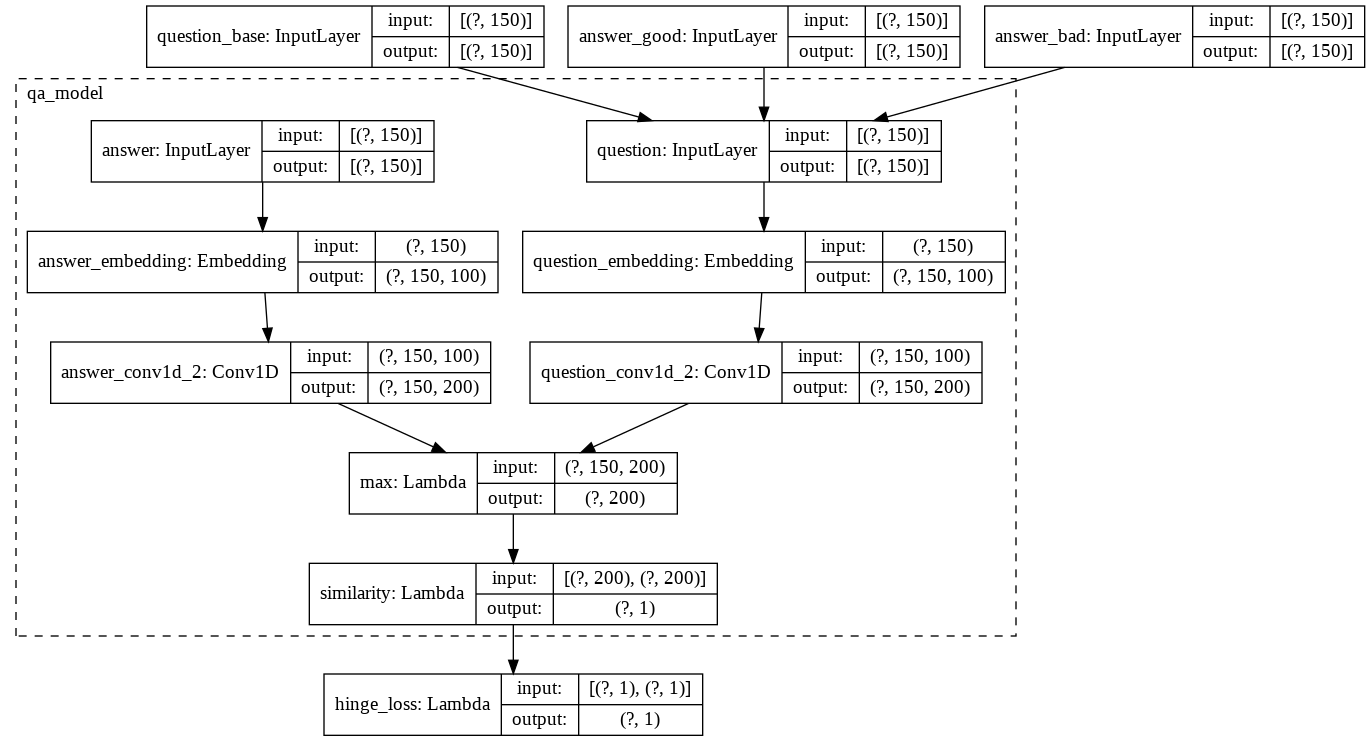 question_base: InputLayer input: [(?, 150)] output: [(?, 150)]
answer_good: InputLayer input: [(?, 150)] output: [(?, 150)]
answer_bad: InputLayer input: [(?, 150)] output: [(?, 150)]
qa_model
answer: InputLayer input: [(?, 150)] output: [(?, 150)]
question: InputLayer input: [(?, 150)] output: [(?, 150)]
answer_embedding: Embedding input: (?, 150) output: (?, 150, 100)
question_embedding: Embedding input: (?, 150) output: (?, 150, 100)
answer_conv1d_2: Conv1D input: (?, 150, 100) output: (?, 150, 200)
question_conv1d_2: Conv1D input: (?, 150, 100) output: (?, 150, 200)
max: Lambda input: (?, 150, 200) output: (?, 200)
similarity: Lambda input: [(?, 200), (?, 200)] output: (?, 1)
hinge_loss: Lambda input: [(?, 1), (?, 1)] output: (?, 1)